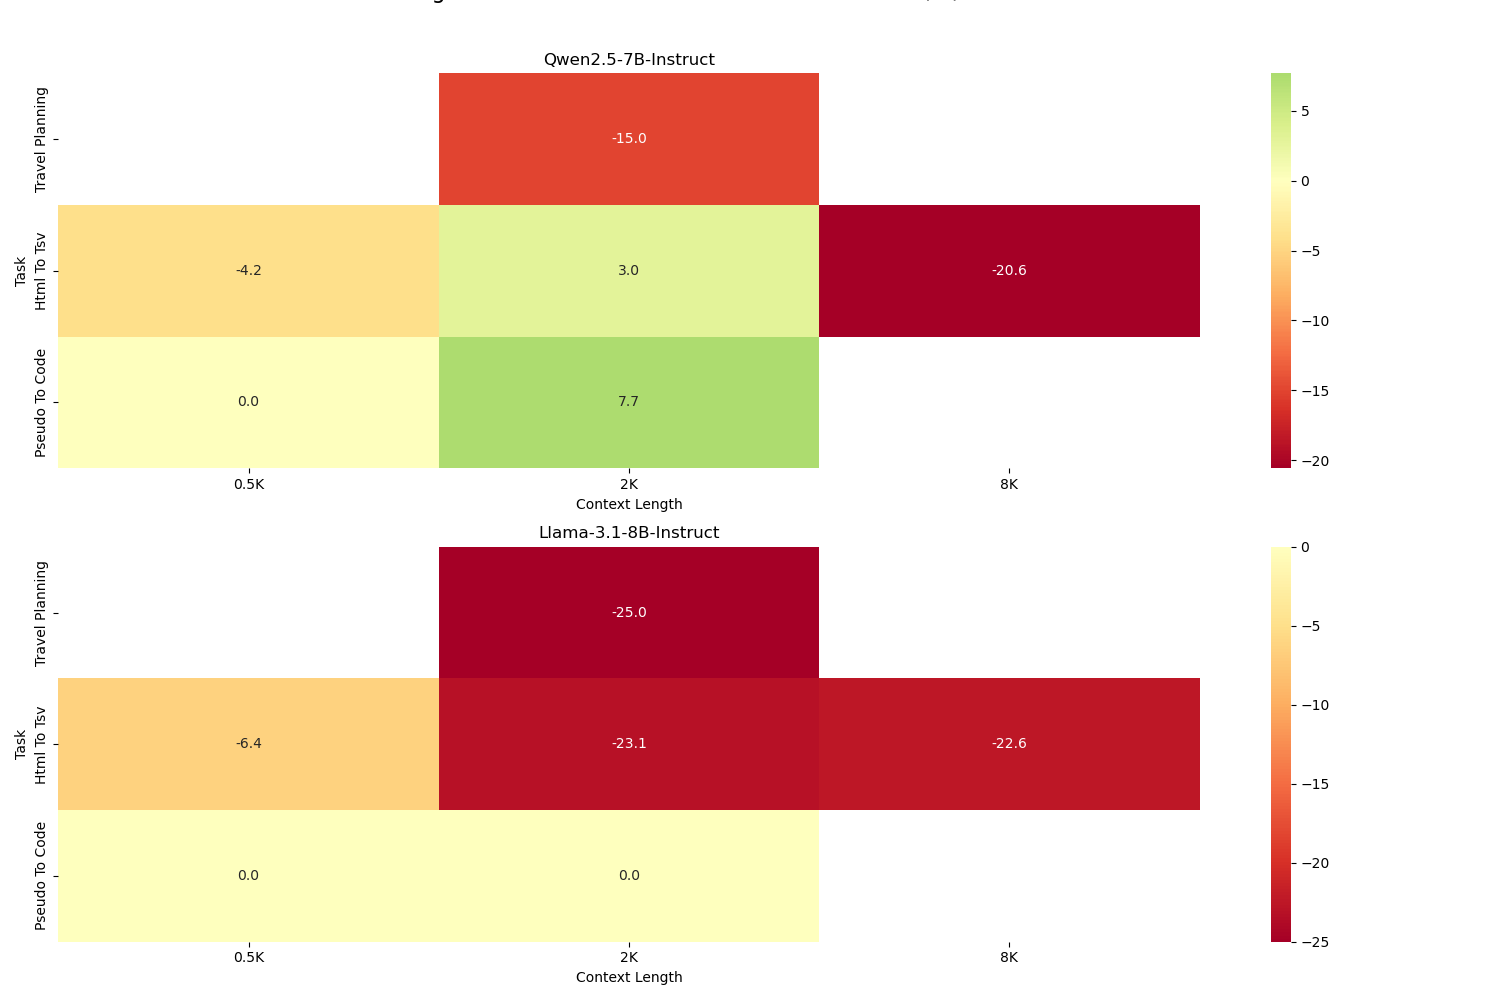 Qwen2.5-7B-Instruct
Task
Travel Planning
Html To Tsv
Pseudo To Code
-15.0
-4.2
3.0
-20.6
0.0
7.7
0.5K
2K
8K
Context Length
5
0
−5
−10
−15
−20
Llama-3.1-8B-Instruct
Task
Travel Planning
Html To Tsv
Pseudo To Code
-25.0
-6.4
-23.1
-22.6
0.0
0.0
0.5K
2K
8K
Context Length
0
−5
−10
−15
−20
−25